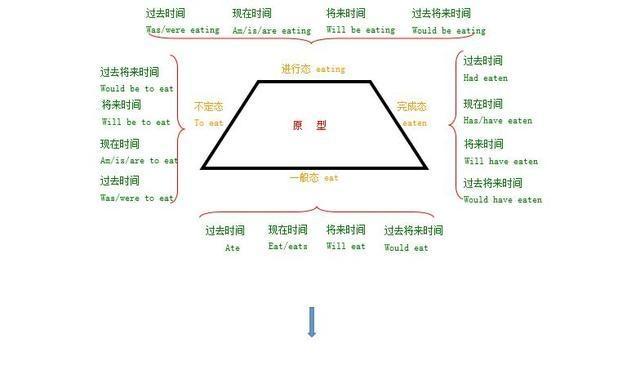 过去时间 现在时间 将来时间 过去将来时间
Was/were eating Am/is/are eating Will be eating Would be eating
进行态 eating
过去将来时间
Would be to eat
将来时间
Will be to eat
现在时间
Am/is/are to eat
过去时间
Was/were to eat
不定态
To eat
原 型
完成态
eaten
过去时间
Had eaten
现在时间
Has/have eaten
将来时间
Will have eaten
过去将来时间
Would have eaten
一般态 eat
过去时间 现在时间 将来时间 过去将来时间
Ate Eat/eats Will eat Would eat